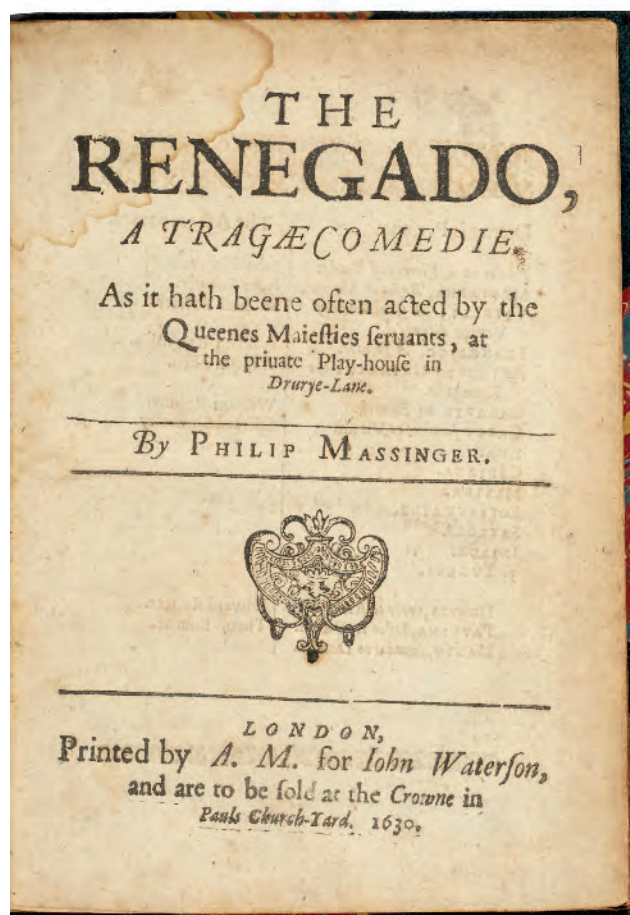 THE
RENEGADO,
A TRAGÆCOMEDIE.
As it hath beene often acted by the
Queenes Maieſties ſeruants, at
the priuate Play-houſe in
Drurye-Lane.
By PHILIP MASSINGER.
LONDON,
Printed by A. M. for Iohn Waterſon,
and are to be ſold at the Crowne in
Pauls Church-Yard. 1630.